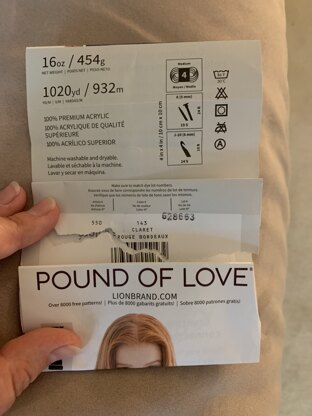 16oz / 454g
NET WEIGHT | POIDS NET | PESO NETO
1020yd / 932m
100% PREMIUM ACRYLIC
100% ACRYLIQUE DE QUALITÉ
SUPÉRIEURE
100% ACRÍLICO SUPERIOR
Machine washable and dryable.
Lavable et séchable à la machine.
Lavar y secar en máquina.
Medium
4
Moyen / Medio
4 in x 4 in / 10 cm x 10 cm
Make sure to match dye lot numbers.
550
143
628663
CLARET
ROUGE BORDEAUX
POUND OF LOVE
LIONBRAND.COM
Over 8000 free patterns! | Plus de 8000 gabarits gratuits! | Sobre 8000 patrones gratis!